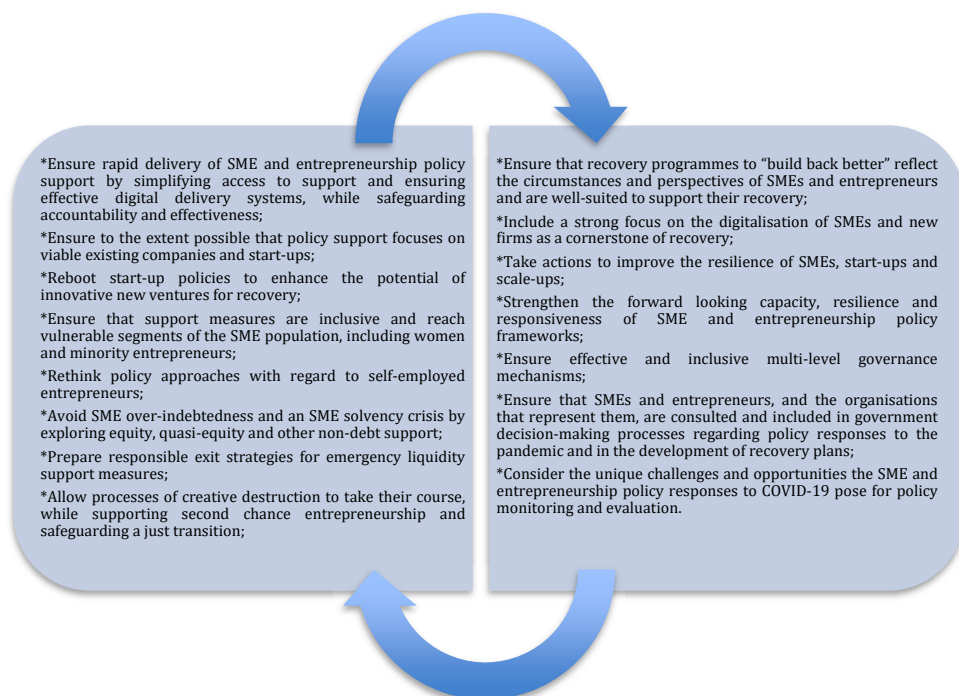 *Ensure rapid delivery of SME and entrepreneurship policy
support by simplifying access to support and ensuring
effective digital delivery systems, while safeguarding
accountability and effectiveness;
*Ensure to the extent possible that policy support focuses on
viable existing companies and start-ups;
*Reboot start-up policies to enhance the potential of
innovative new ventures for recovery;
*Ensure that support measures are inclusive and reach
vulnerable segments of the SME population, including women
and minority entrepreneurs;
*Rethink policy approaches with regard to self-employed
entrepreneurs;
*Avoid SME over-indebtedness and an SME solvency crisis by
exploring equity, quasi-equity and other non-debt support;
*Prepare responsible exit strategies for emergency liquidity
support measures;
*Allow processes of creative destruction to take their course,
while supporting second chance entrepreneurship and
safeguarding a just transition;
*Ensure that recovery programmes to “build back better” reflect
the circumstances and perspectives of SMEs and entrepreneurs
and are well-suited to support their recovery;
*Include a strong focus on the digitalisation of SMEs and new
firms as a cornerstone of recovery;
*Take actions to improve the resilience of SMEs, start-ups and
scale-ups;
*Strengthen the forward looking capacity, resilience and
responsiveness of SME and entrepreneurship policy
frameworks;
*Ensure effective and inclusive multi-level governance
mechanisms;
*Ensure that SMEs and entrepreneurs, and the organisations
that represent them, are consulted and included in government
decision-making processes regarding policy responses to the
pandemic and in the development of recovery plans;
*Consider the unique challenges and opportunities the SME and
entrepreneurship policy responses to COVID-19 pose for policy
monitoring and evaluation.